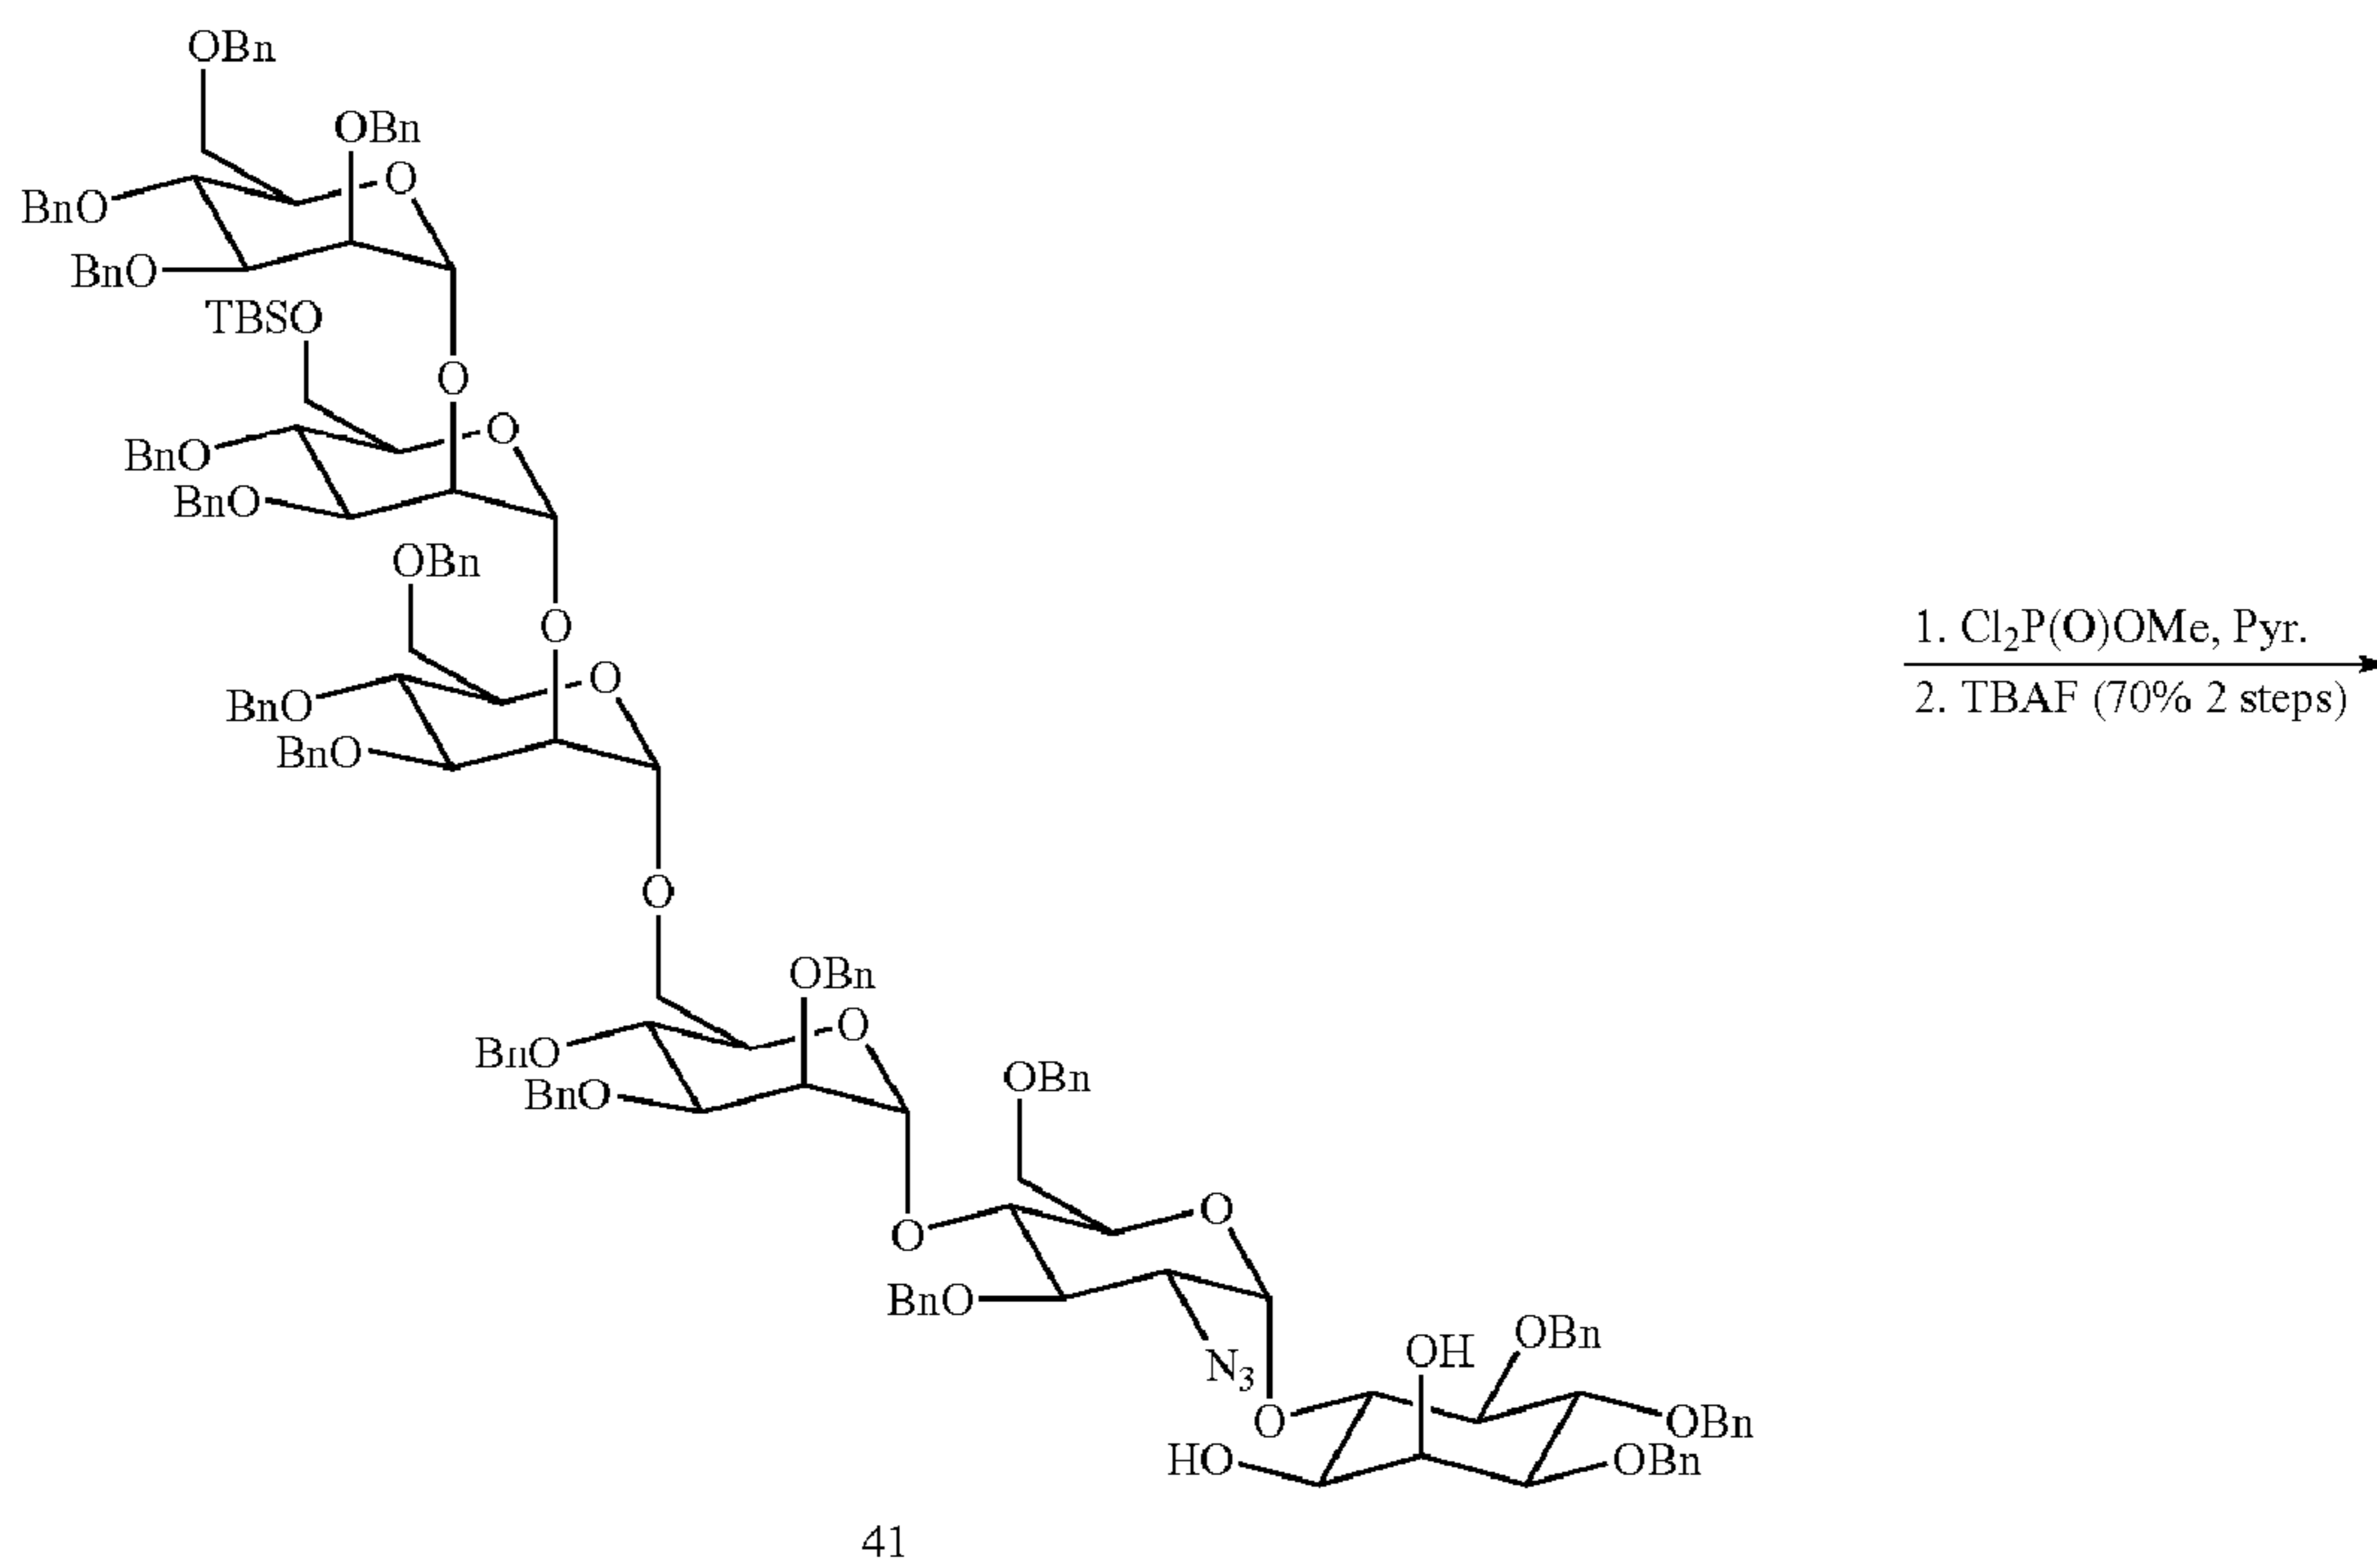 OBn
OBn
O
BnO
BnO
TBSO
O
O
BnO
BnO
OBn
O
O
BnO
BnO
O
OBn
O
BnO
BnO
OBn
O
O
BnO
N₃
OH
OBn
O
OBn
HO
OBn
41
1. Cl₂P(O)OMe, Pyr.
2. TBAF (70% 2 steps)